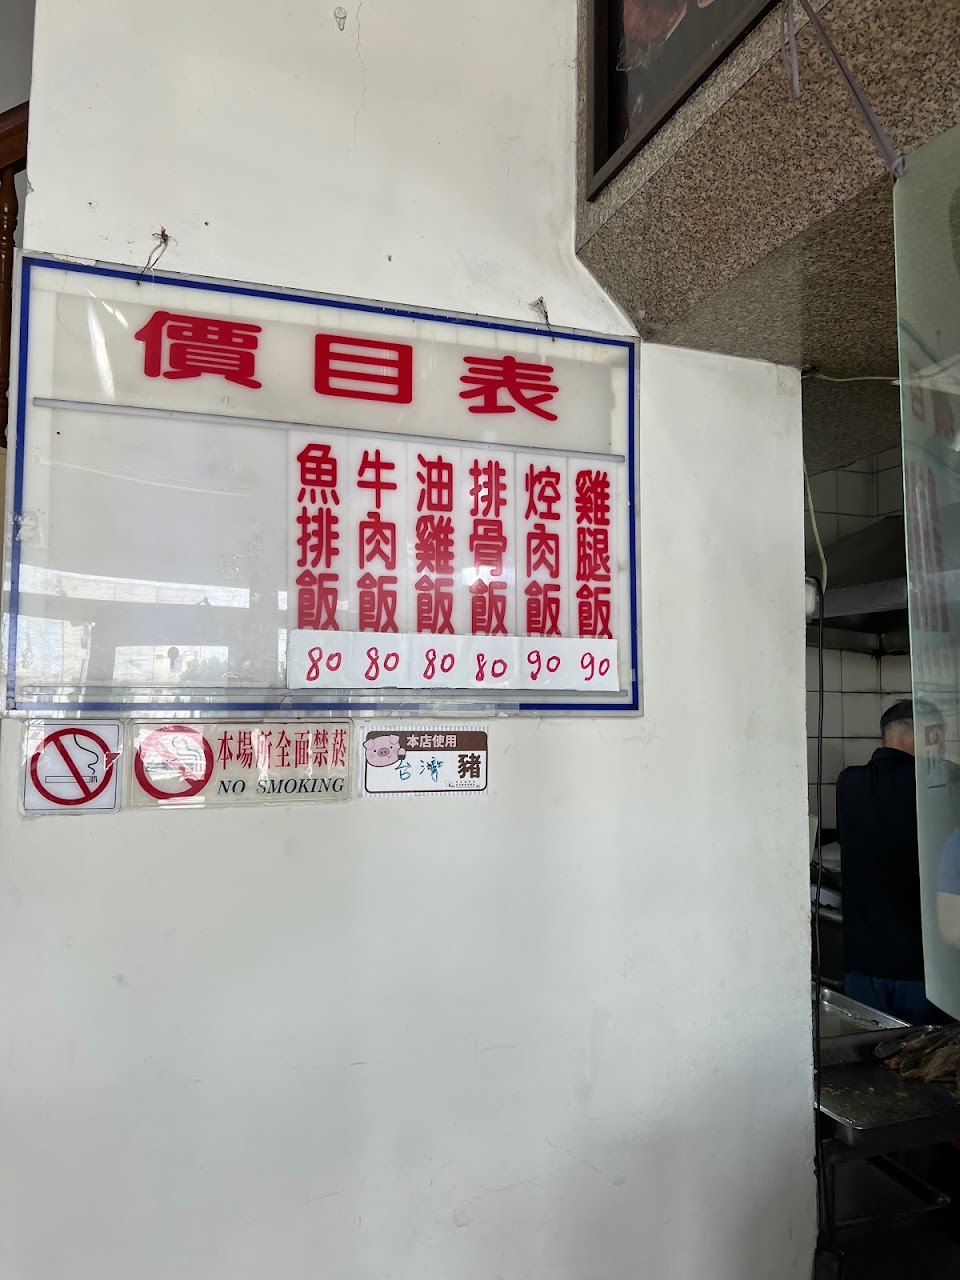 價目表
雞腿飯 90
焢肉飯 90
排骨飯 80
油雞飯 80
牛肉飯 80
魚排飯 80
本場所全面禁菸
NO SMOKING
本店使用
台灣豬